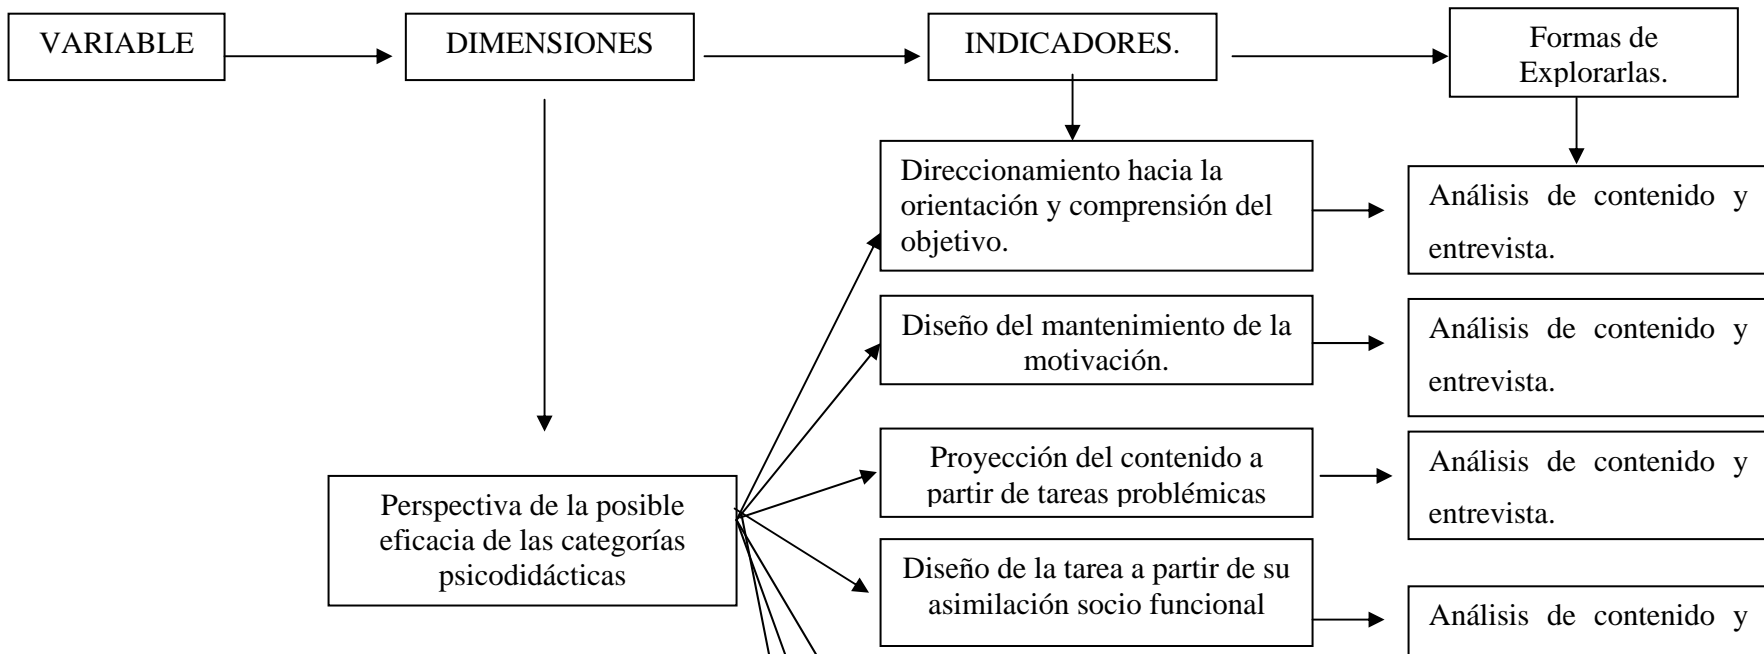 VARIABLE
DIMENSIONES
INDICADORES.
Formas de
Explorarlas.
Direccionamiento hacia la
orientación y comprensión del
objetivo.
Análisis de contenido y
entrevista.
Diseño del mantenimiento de la
motivación.
Análisis de contenido y
entrevista.
Proyección del contenido a
partir de tareas problémicas
Análisis de contenido y
entrevista.
Perspectiva de la posible
eficacia de las categorías
psicodidácticas
Diseño de la tarea a partir de su
asimilación socio funcional
Análisis de contenido y